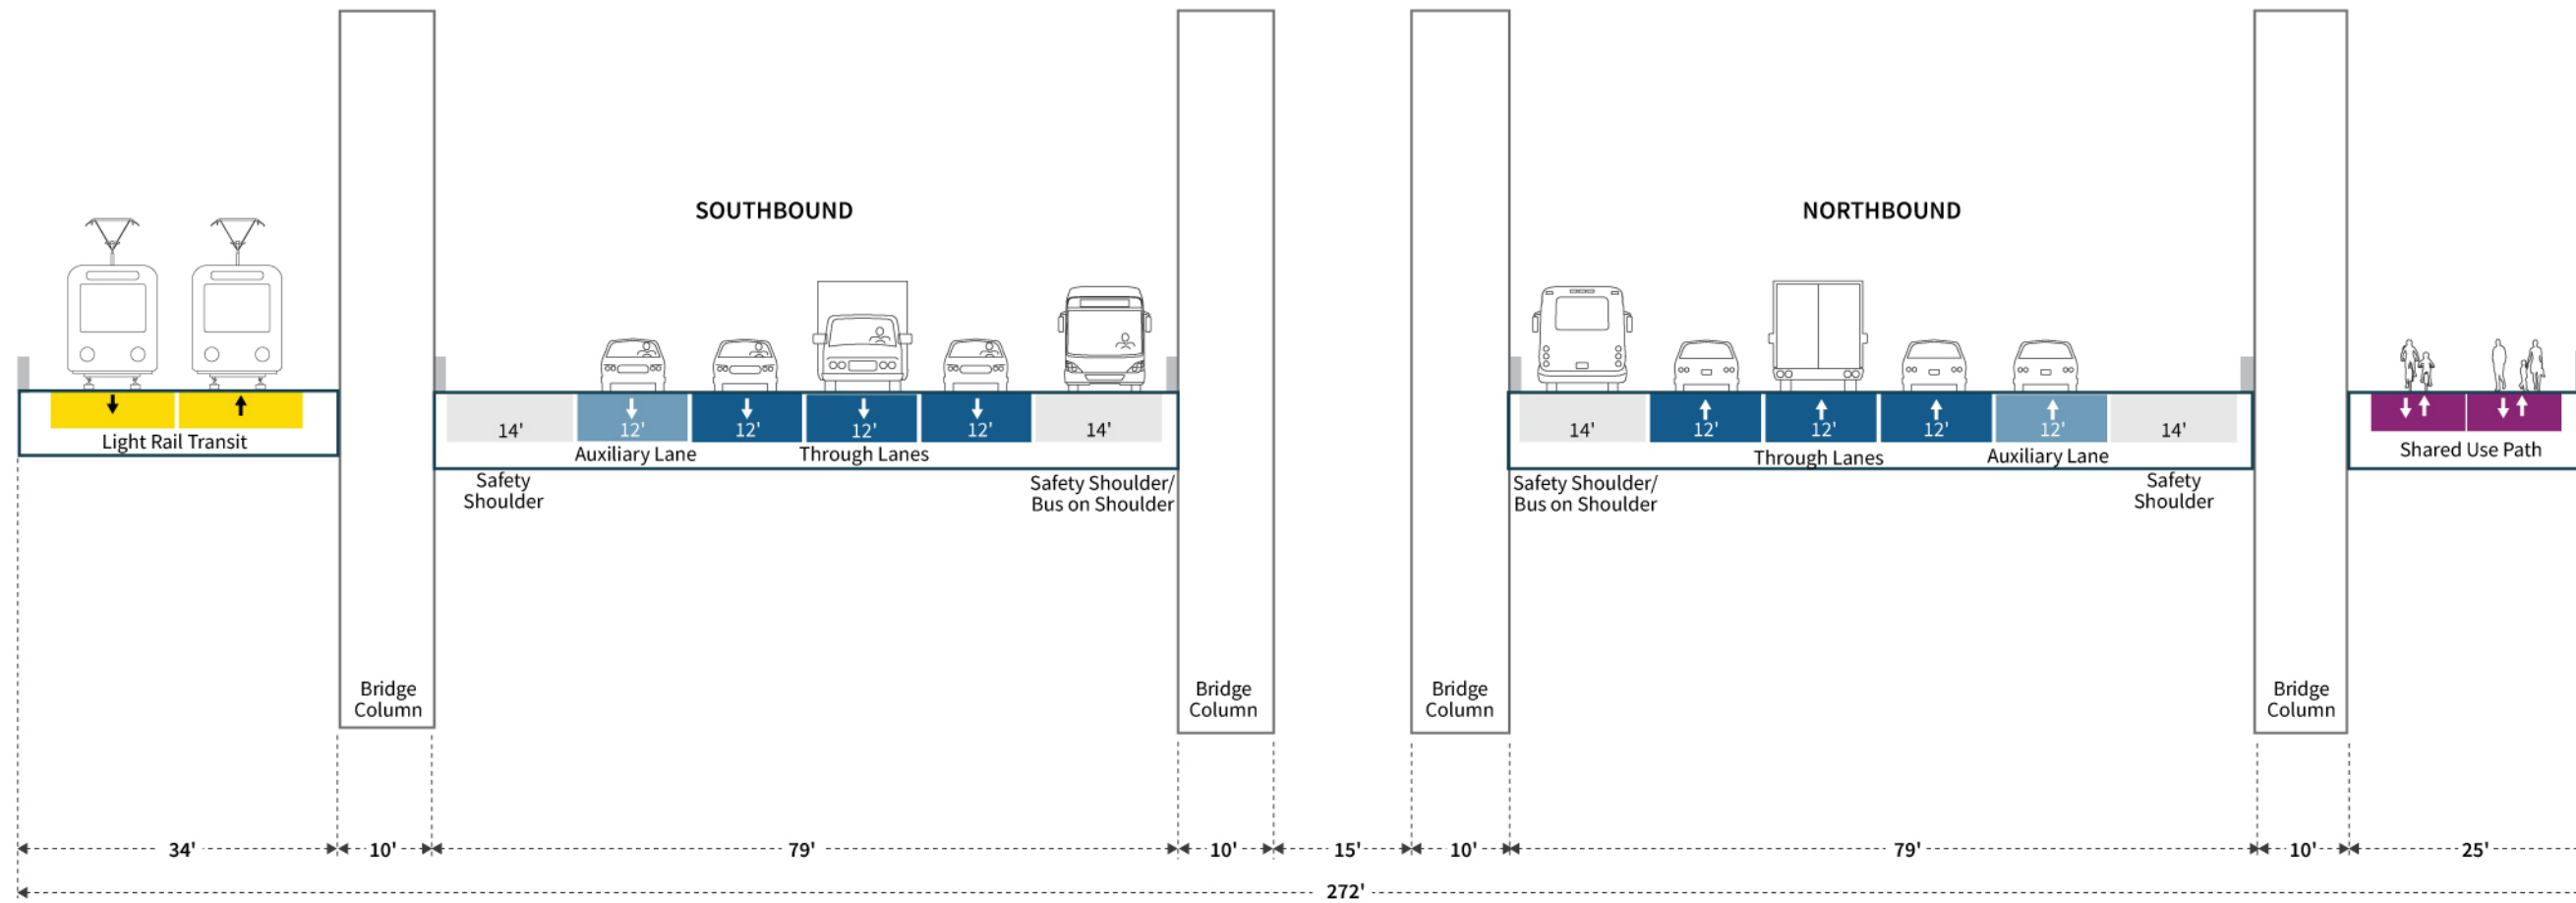 SOUTHBOUND
NORTHBOUND
14'
12'
12'
12'
12'
14'
14'
12'
12'
12'
12'
14'
Light Rail Transit
Auxiliary Lane
Through Lanes
Through Lanes
Auxiliary Lane
Shared Use Path
Safety
Shoulder
Safety Shoulder/
Bus on Shoulder
Safety Shoulder/
Bus on Shoulder
Safety
Shoulder
Bridge
Column
Bridge
Column
Bridge
Column
Bridge
Column
34'
10'
79'
10'
15'
10'
79'
10'
25'
272'